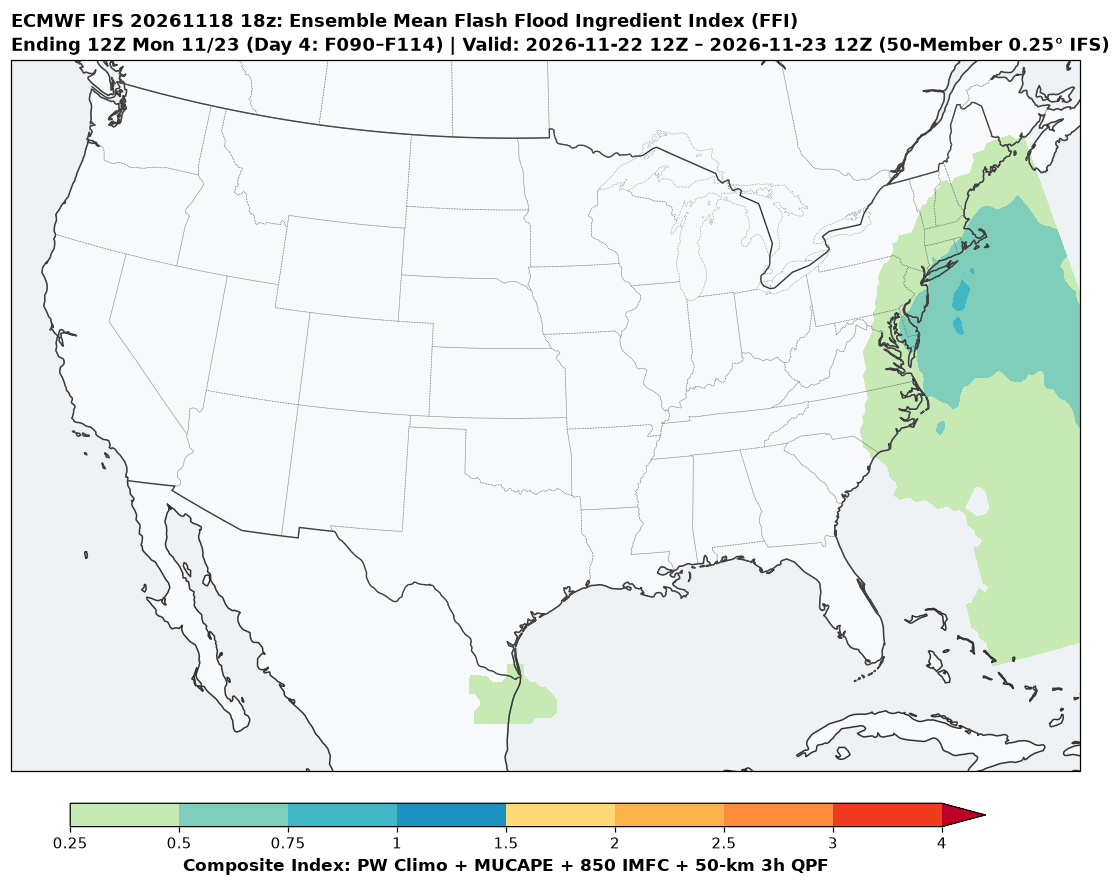 ECMWF IFS 20261118 18z: Ensemble Mean Flash Flood Ingredient Index (FFI)
Ending 12Z Mon 11/23 (Day 4: F090–F114) | Valid: 2026-11-22 12Z – 2026-11-23 12Z (50-Member 0.25° IFS)
0.25 0.5 0.75 1 1.5 2 2.5 3 4
Composite Index: PW Climo + MUCAPE + 850 IMFC + 50-km 3h QPF